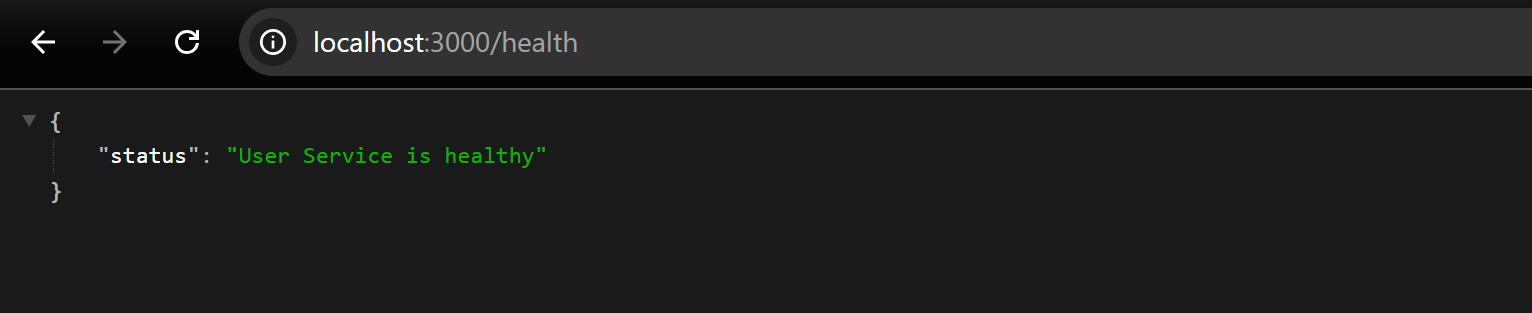 localhost:3000/health
{
"status": "User Service is healthy"
}